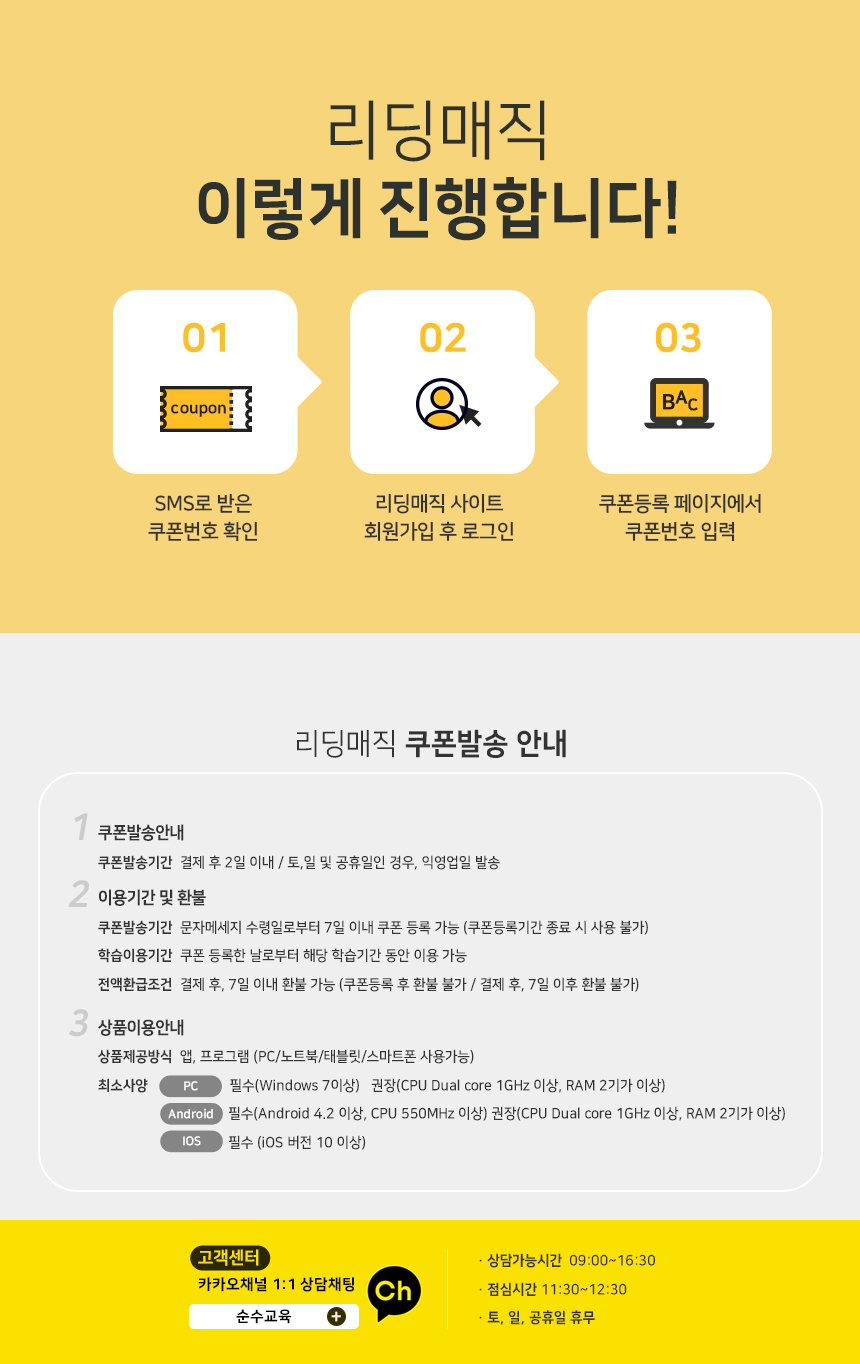 리딩매직
이렇게 진행합니다!
01
coupon
SMS로 받은
쿠폰번호 확인
02
리딩매직 사이트
회원가입 후 로그인
03
BAC
쿠폰등록 페이지에서
쿠폰번호 입력
리딩매직 쿠폰발송 안내
1 쿠폰발송안내
쿠폰발송기간 결제 후 2일 이내 / 토,일 및 공휴일인 경우, 익영업일 발송
2 이용기간 및 환불
쿠폰발송기간 문자메세지 수령일로부터 7일 이내 쿠폰 등록 가능 (쿠폰등록기간 종료 시 사용 불가)
학습이용기간 쿠폰 등록한 날로부터 해당 학습기간 동안 이용 가능
전액환급조건 결제 후, 7일 이내 환불 가능 (쿠폰등록 후 환불 불가 / 결제 후, 7일 이후 환불 불가)
3 상품이용안내
상품제공방식 앱, 프로그램 (PC/노트북/태블릿/스마트폰 사용가능)
최소사양 PC 필수(Windows 7이상) 권장(CPU Dual core 1GHz 이상, RAM 2기가 이상)
Android 필수(Android 4.2 이상, CPU 550MHz 이상) 권장(CPU Dual core 1GHz 이상, RAM 2기가 이상)
IOS 필수 (iOS 버전 10 이상)
고객센터
카카오채널 1:1 상담채팅
순수교육 +
Ch
· 상담가능시간 09:00~16:30
· 점심시간 11:30~12:30
· 토, 일, 공휴일 휴무